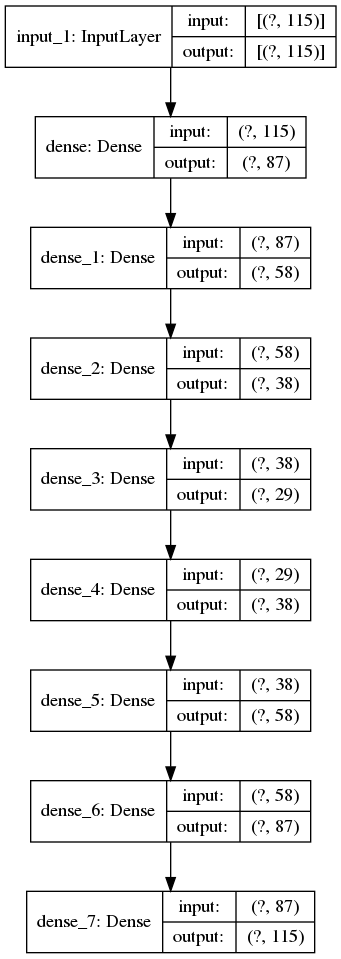 input_1: InputLayer
input: [(?, 115)]
output: [(?, 115)]
dense: Dense
input: (?, 115)
output: (?, 87)
dense_1: Dense
input: (?, 87)
output: (?, 58)
dense_2: Dense
input: (?, 58)
output: (?, 38)
dense_3: Dense
input: (?, 38)
output: (?, 29)
dense_4: Dense
input: (?, 29)
output: (?, 38)
dense_5: Dense
input: (?, 38)
output: (?, 58)
dense_6: Dense
input: (?, 58)
output: (?, 87)
dense_7: Dense
input: (?, 87)
output: (?, 115)